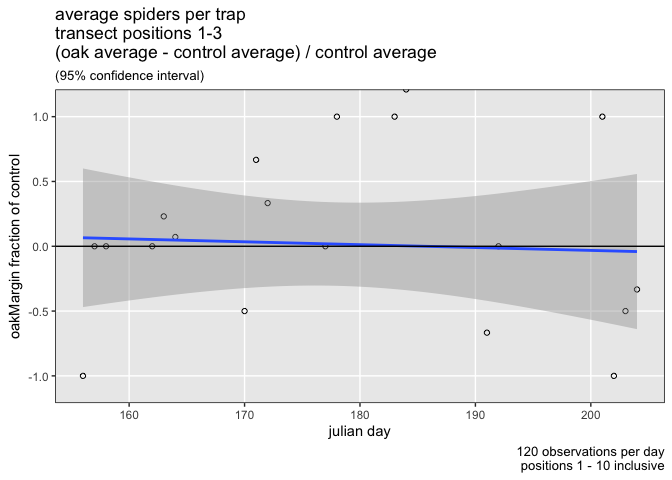 average spiders per trap
transect positions 1-3
(oak average - control average) / control average
(95% confidence interval)
1.0
0.5
0.0
-0.5
-1.0
oakMargin fraction of control
160 170 180 190 200
julian day
120 observations per day
positions 1 - 10 inclusive